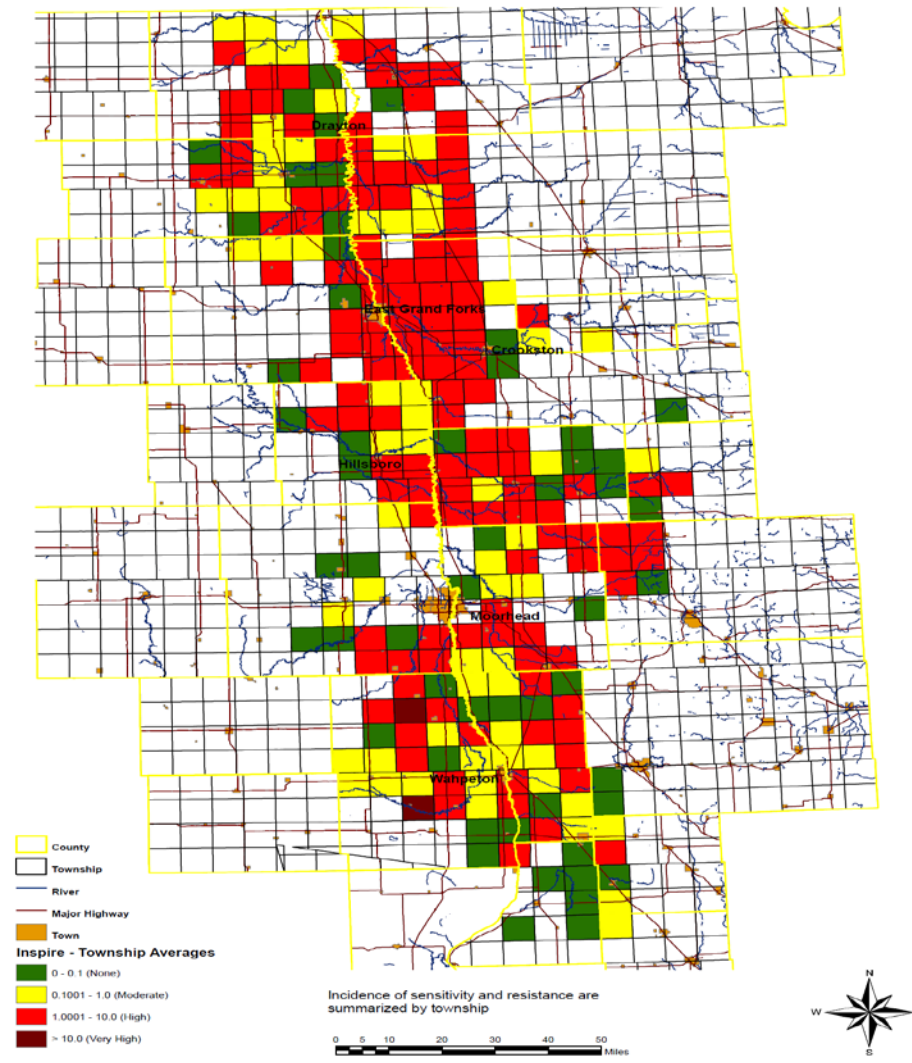 Drayton
East Grand Forks
Crookston
Hillsboro
Moorhead
Wahpeton
County
Township
River
Major Highway
Town
Inspire - Township Averages
0 - 0.1 (None)
0.1001 - 1.0 (Moderate)
1.0001 - 10.0 (High)
> 10.0 (Very High)
Incidence of sensitivity and resistance are
summarized by township
0 5 10 20 30 40 50
Miles
N
W E
S